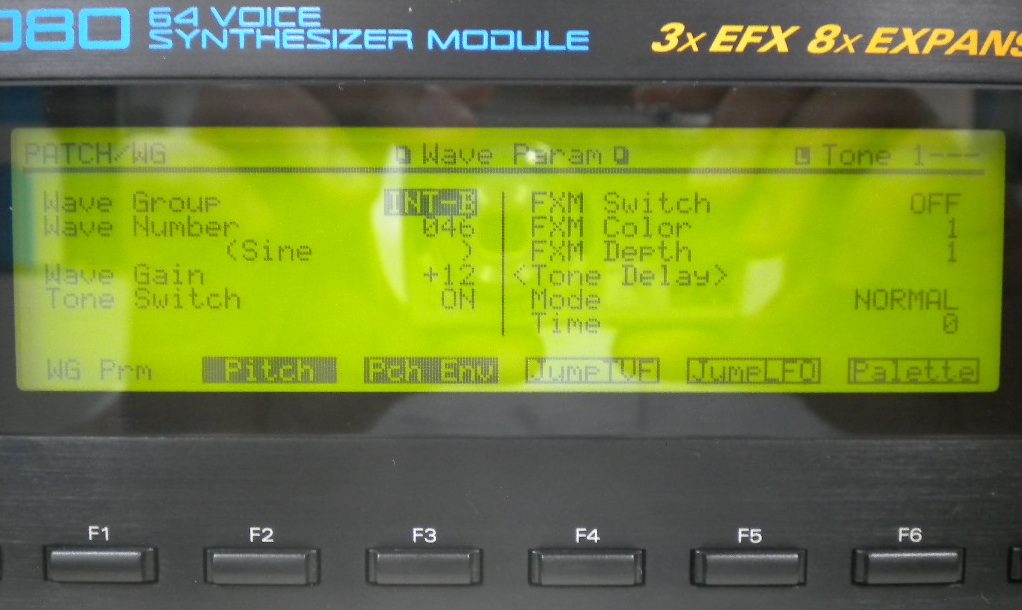 080 64 VOICE
SYNTHESIZER MODULE
3x EFX 8x EXPANS
PATCH/WG Wave Param L Tone 1---
Wave Group INT-B
Wave Number 046
(Sine )
Wave Gain +12
Tone Switch ON
FXM Switch OFF
FXM Color 1
FXM Depth 1
<Tone Delay>
Mode NORMAL
Time 0
WG Prm Pitch Pch Env JumpTVF JumpLFO Palette
F1 F2 F3 F4 F5 F6